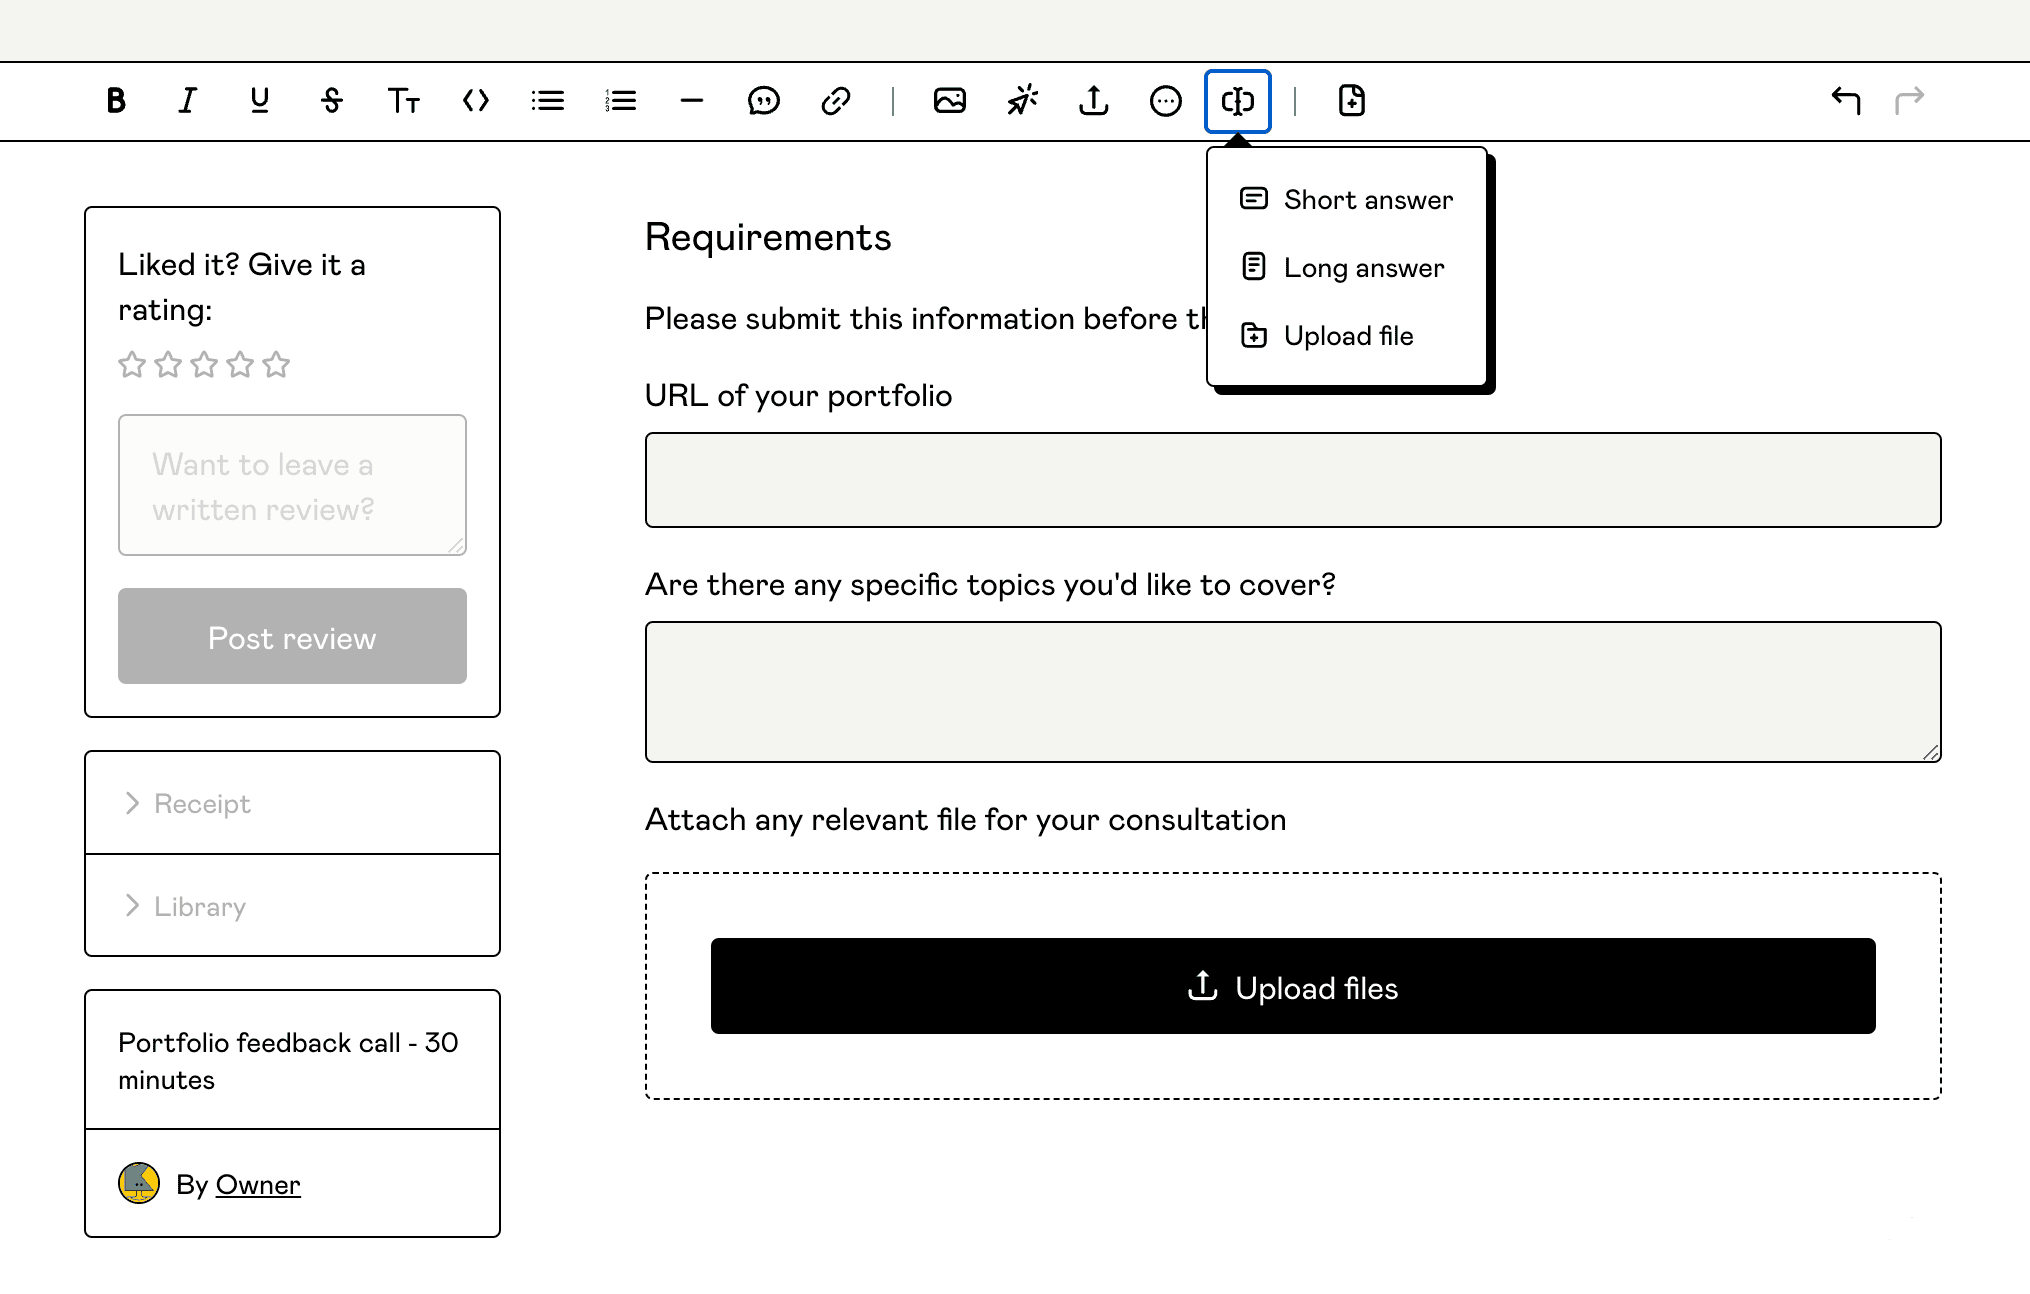 Short answer
Long answer
Upload file
Liked it? Give it a
rating:
Want to leave a
written review?
Post review
Receipt
Library
Portfolio feedback call - 30
minutes
By Owner
Requirements
Please submit this information before
URL of your portfolio
Are there any specific topics you'd like to cover?
Attach any relevant file for your consultation
Upload files